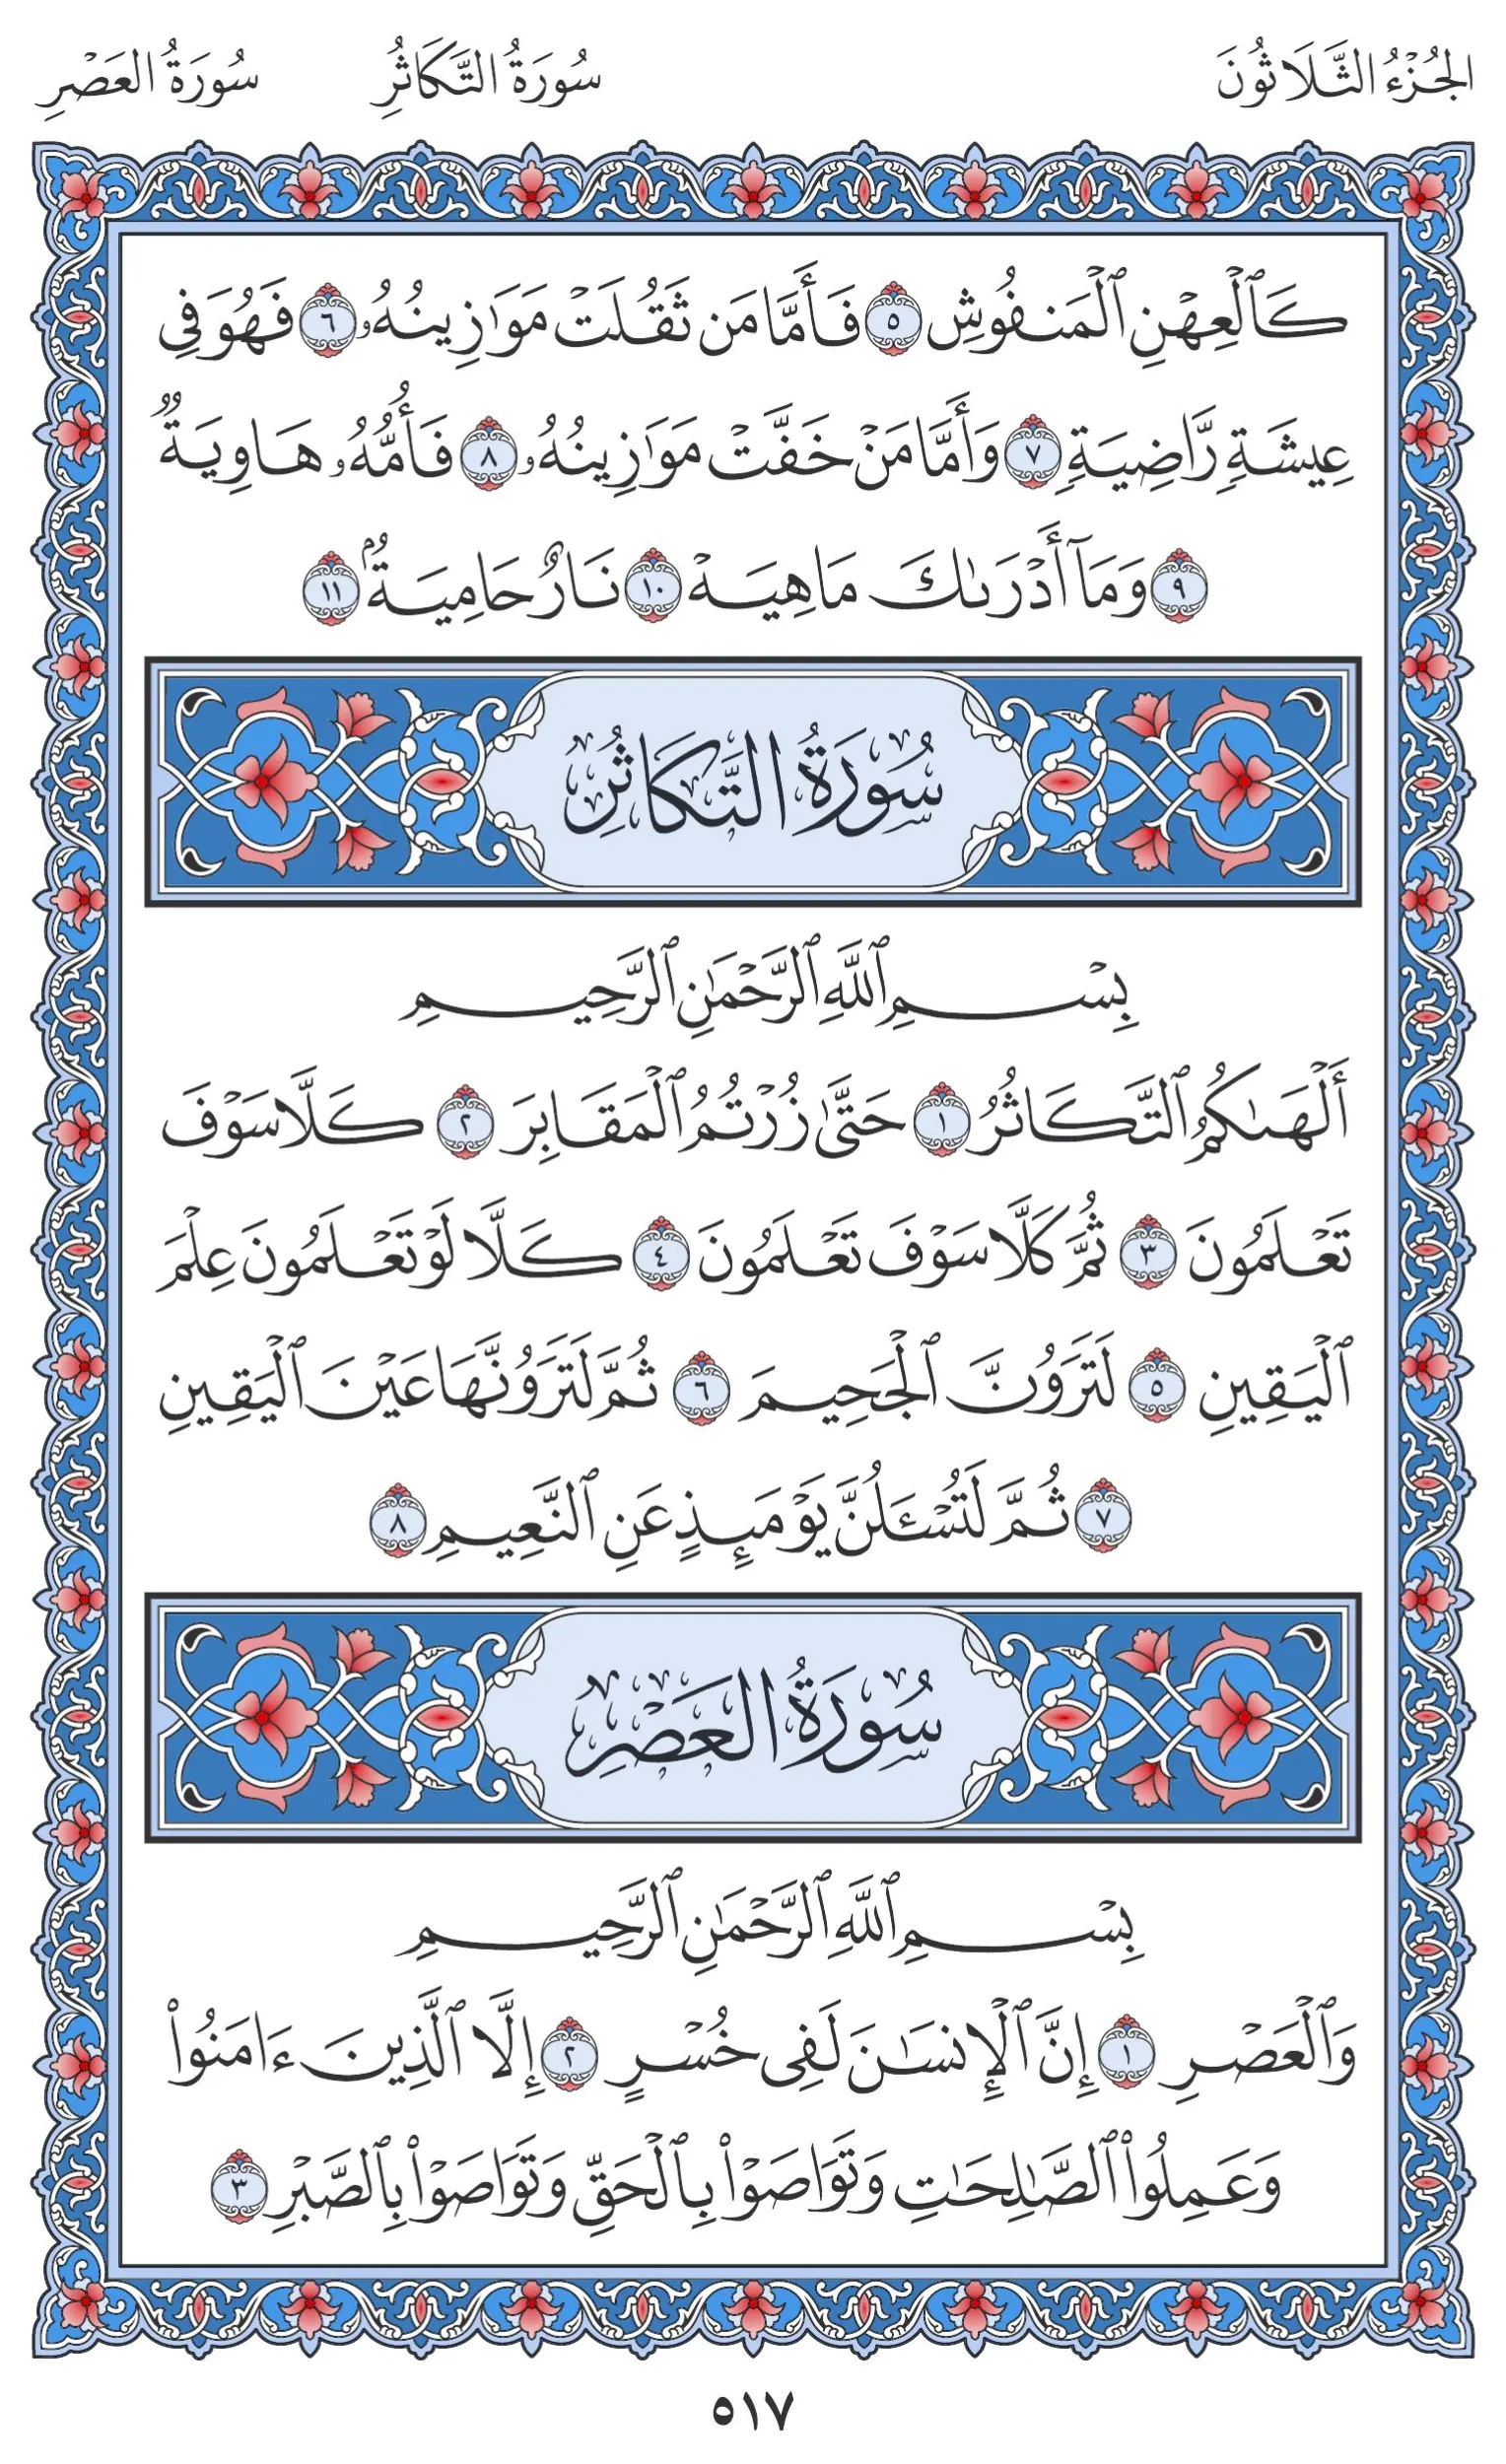 الجُزْءُ الثَّلَاثُونَ سُورَةُ التَّكَاثُرِ سُورَةُ العَصْرِ
كَٱلْعِهْنِ ٱلْمَنفُوشِ ٥ فَأَمَّا مَن ثَقُلَتْ مَوَٰزِينُهُۥ ٦ فَهُوَ فِى
عِيشَةٍ رَّاضِيَةٍ ٧ وَأَمَّا مَنْ خَفَّتْ مَوَٰزِينُهُۥ ٨ فَأُمُّهُۥ هَاوِيَةٌ
٩ وَمَآ أَدْرَىٰكَ مَا هِيَهْ ١٠ نَارٌ حَامِيَةٌۢ ١١
سُورَةُ التَّكَاثُرِ
بِسْمِ ٱللَّهِ ٱلرَّحْمَٰنِ ٱلرَّحِيمِ
أَلْهَىٰكُمُ ٱلتَّكَاثُرُ ١ حَتَّىٰ زُرْتُمُ ٱلْمَقَابِرَ ٢ كَلَّا سَوْفَ
تَعْلَمُونَ ٣ ثُمَّ كَلَّا سَوْفَ تَعْلَمُونَ ٤ كَلَّا لَوْ تَعْلَمُونَ عِلْمَ
ٱلْيَقِينِ ٥ لَتَرَوُنَّ ٱلْجَحِيمَ ٦ ثُمَّ لَتَرَوُنَّهَا عَيْنَ ٱلْيَقِينِ
٧ ثُمَّ لَتُسْـَٔلُنَّ يَوْمَئِذٍ عَنِ ٱلنَّعِيمِ ٨
سُورَةُ العَصْرِ
بِسْمِ ٱللَّهِ ٱلرَّحْمَٰنِ ٱلرَّحِيمِ
وَٱلْعَصْرِ ١ إِنَّ ٱلْإِنسَٰنَ لَفِى خُسْرٍ ٢ إِلَّا ٱلَّذِينَ ءَامَنُوا۟
وَعَمِلُوا۟ ٱلصَّٰلِحَٰتِ وَتَوَاصَوْا۟ بِٱلْحَقِّ وَتَوَاصَوْا۟ بِٱلصَّبْرِ ٣
٥١٧